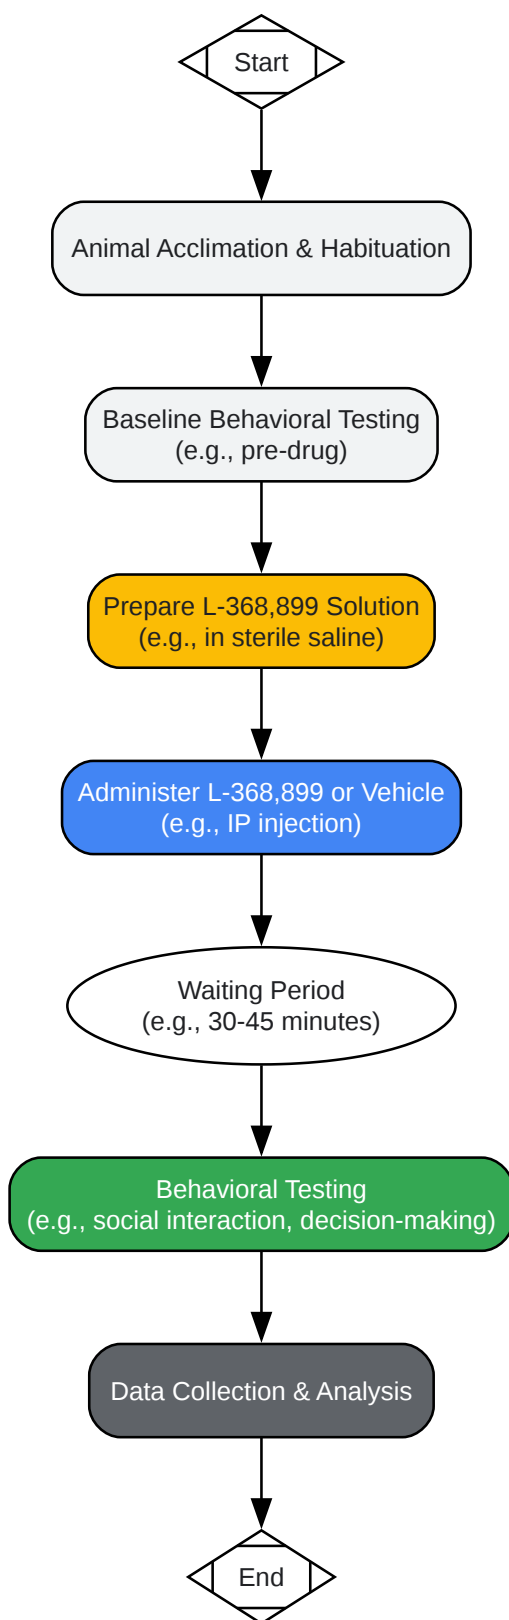 Start
Animal Acclimation & Habituation
Baseline Behavioral Testing
(e.g., pre-drug)
Prepare L-368,899 Solution
(e.g., in sterile saline)
Administer L-368,899 or Vehicle
(e.g., IP injection)
Waiting Period
(e.g., 30-45 minutes)
Behavioral Testing
(e.g., social interaction, decision-making)
Data Collection & Analysis
End